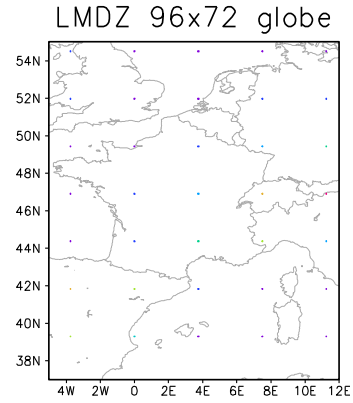 LMDZ 96x72 globe
54N
52N
50N
48N
46N
44N
42N
40N
38N
4W 2W 0 2E 4E 6E 8E 10E 12E